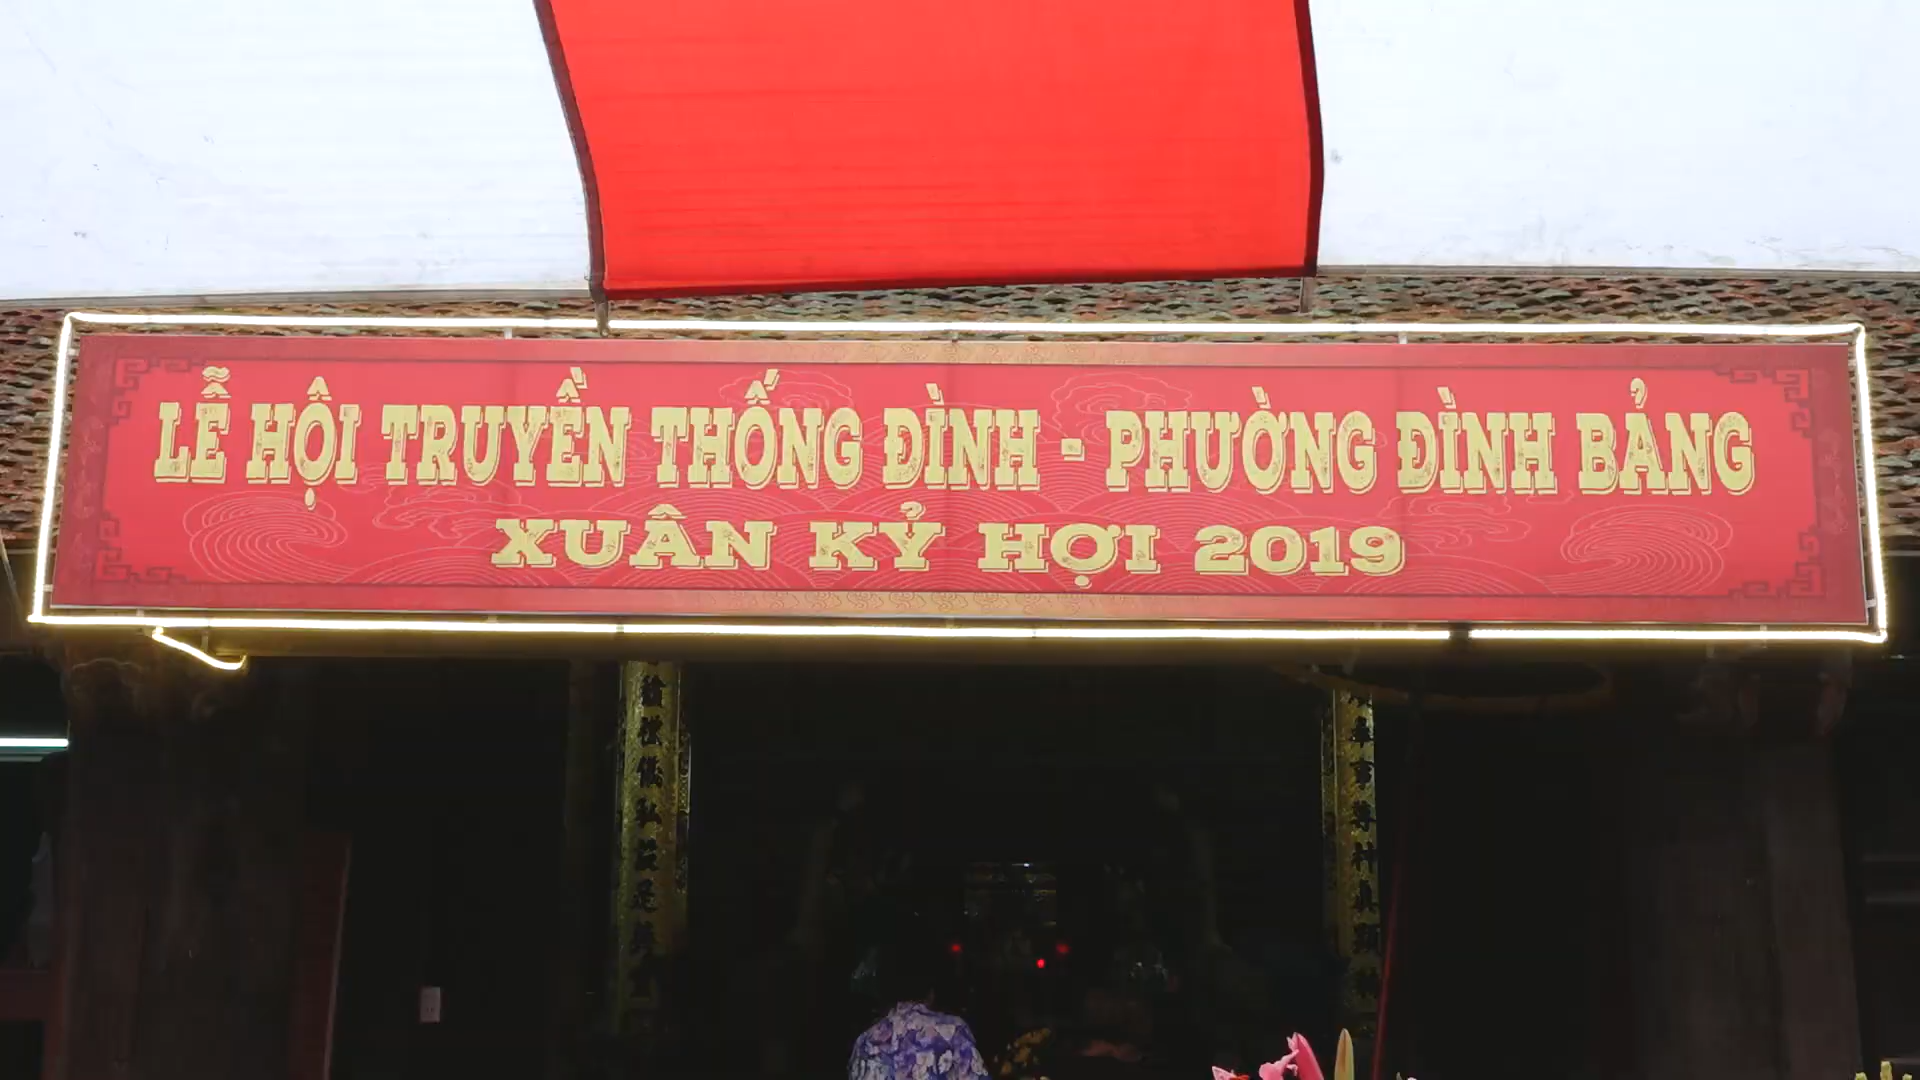 LỄ HỘI TRUYỀN THỐNG ĐÌNH - PHƯỜNG ĐÌNH BẢNG
XUÂN KỶ HỢI 2019